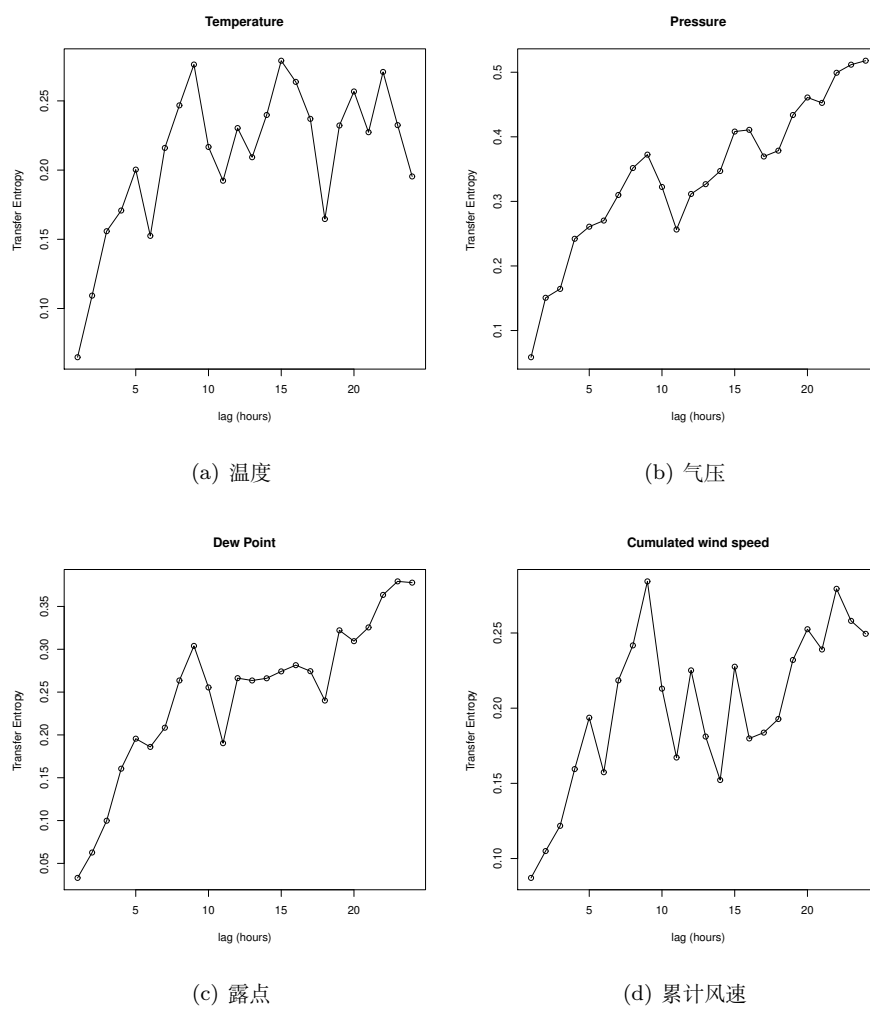 Temperature
Transfer Entropy
0.10 0.15 0.20 0.25
5 10 15 20
lag (hours)
(a) 温度
Pressure
Transfer Entropy
0.1 0.2 0.3 0.4 0.5
5 10 15 20
lag (hours)
(b) 气压
Dew Point
Transfer Entropy
0.05 0.10 0.15 0.20 0.25 0.30 0.35
5 10 15 20
lag (hours)
(c) 露点
Cumulated wind speed
Transfer Entropy
0.10 0.15 0.20 0.25
5 10 15 20
lag (hours)
(d) 累计风速